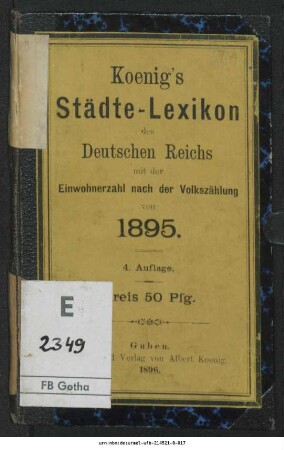 Koenig's
Städte-Lexikon
des
Deutschen Reichs
mit der
Einwohnerzahl nach der Volkszählung
von
1895.
4. Auflage.
reis 50 Pfg.
Guben.
Verlag von Albert Koenig.
1896.
E
2349
FB Gotha